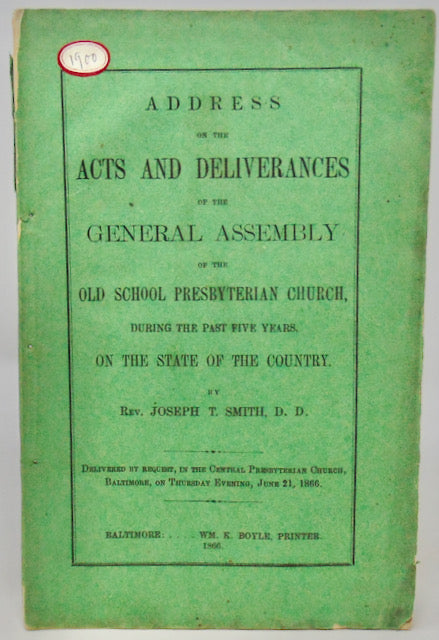 1900
ADDRESS
ON THE
ACTS AND DELIVERANCES
OF THE
GENERAL ASSEMBLY
OF THE
OLD SCHOOL PRESBYTERIAN CHURCH,
DURING THE PAST FIVE YEARS.
ON THE STATE OF THE COUNTRY.
BY
REV. JOSEPH T. SMITH, D. D.
DELIVERED BY REQUEST, IN THE CENTRAL PRESBYTERIAN CHURCH,
BALTIMORE, ON THURSDAY EVENING, JUNE 21, 1866.
BALTIMORE: . . . . WM. K. BOYLE, PRINTER.
1866.